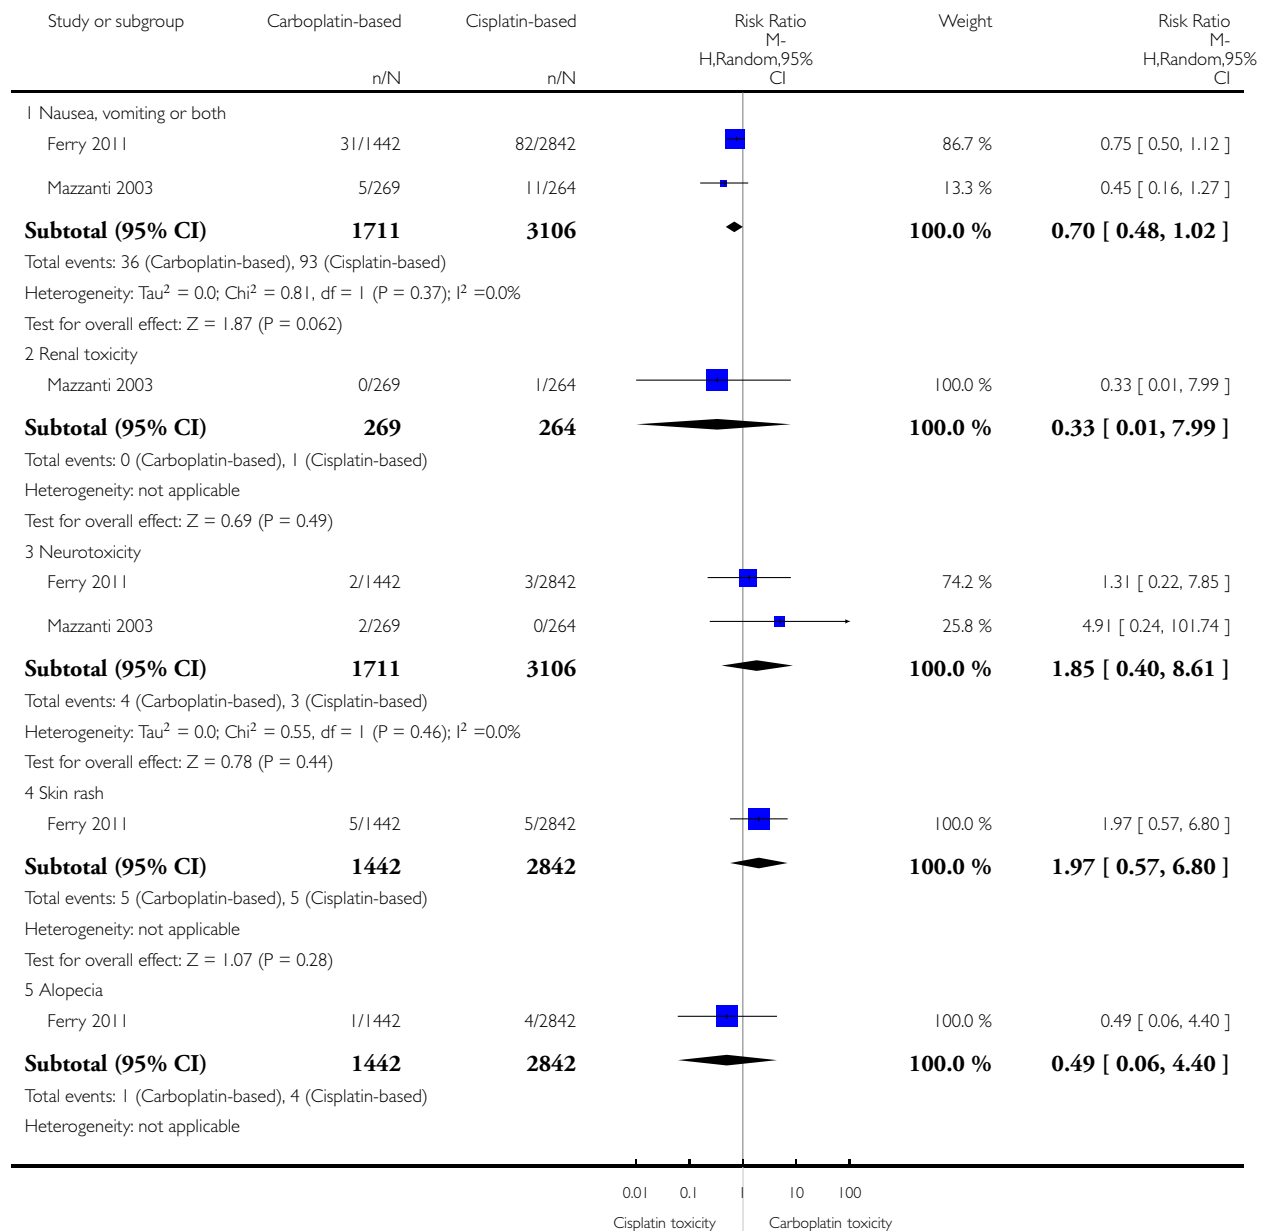 Study or subgroup Carboplatin-based Cisplatin-based Risk Ratio Weight Risk Ratio
M-
H,Random,95%
CI
M-
H,Random,95%
CI
n/N n/N
1 Nausea, vomiting or both
Ferry 2011 31/1442 82/2842 86.7 % 0.75 [ 0.50, 1.12 ]
Mazzanti 2003 5/269 11/264 13.3 % 0.45 [ 0.16, 1.27 ]
Subtotal (95% CI) 1711 3106 100.0 % 0.70 [ 0.48, 1.02 ]
Total events: 36 (Carboplatin-based), 93 (Cisplatin-based)
Heterogeneity: Tau² = 0.0; Chi² = 0.81, df = 1 (P = 0.37); I² =0.0%
Test for overall effect: Z = 1.87 (P = 0.062)
2 Renal toxicity
Mazzanti 2003 0/269 1/264 100.0 % 0.33 [ 0.01, 7.99 ]
Subtotal (95% CI) 269 264 100.0 % 0.33 [ 0.01, 7.99 ]
Total events: 0 (Carboplatin-based), 1 (Cisplatin-based)
Heterogeneity: not applicable
Test for overall effect: Z = 0.69 (P = 0.49)
3 Neurotoxicity
Ferry 2011 2/1442 3/2842 74.2 % 1.31 [ 0.22, 7.85 ]
Mazzanti 2003 2/269 0/264 25.8 % 4.91 [ 0.24, 101.74 ]
Subtotal (95% CI) 1711 3106 100.0 % 1.85 [ 0.40, 8.61 ]
Total events: 4 (Carboplatin-based), 3 (Cisplatin-based)
Heterogeneity: Tau² = 0.0; Chi² = 0.55, df = 1 (P = 0.46); I² =0.0%
Test for overall effect: Z = 0.78 (P = 0.44)
4 Skin rash
Ferry 2011 5/1442 5/2842 100.0 % 1.97 [ 0.57, 6.80 ]
Subtotal (95% CI) 1442 2842 100.0 % 1.97 [ 0.57, 6.80 ]
Total events: 5 (Carboplatin-based), 5 (Cisplatin-based)
Heterogeneity: not applicable
Test for overall effect: Z = 1.07 (P = 0.28)
5 Alopecia
Ferry 2011 1/1442 4/2842 100.0 % 0.49 [ 0.06, 4.40 ]
Subtotal (95% CI) 1442 2842 100.0 % 0.49 [ 0.06, 4.40 ]
Total events: 1 (Carboplatin-based), 4 (Cisplatin-based)
Heterogeneity: not applicable
0.01 0.1 1 10 100
Cisplatin toxicity Carboplatin toxicity